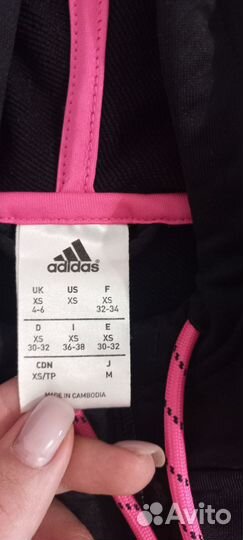 adidas
UK US F
XS XS XS
4-6 32-34
D I E
XS XS XS
30-32 36-38 30-32
CDN J
XS/TP M
MADE IN CAMBODIA
Avito